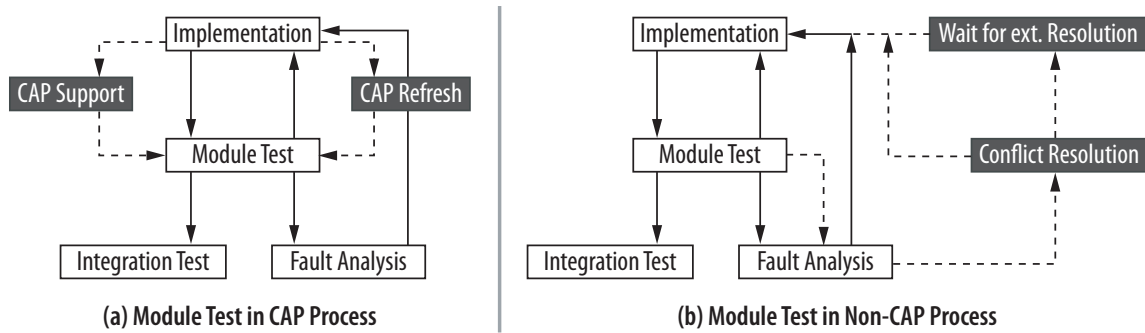 Implementation
CAP Support
CAP Refresh
Module Test
Integration Test
Fault Analysis
(a) Module Test in CAP Process
Implementation
Wait for ext. Resolution
Module Test
Conflict Resolution
Integration Test
Fault Analysis
(b) Module Test in Non-CAP Process